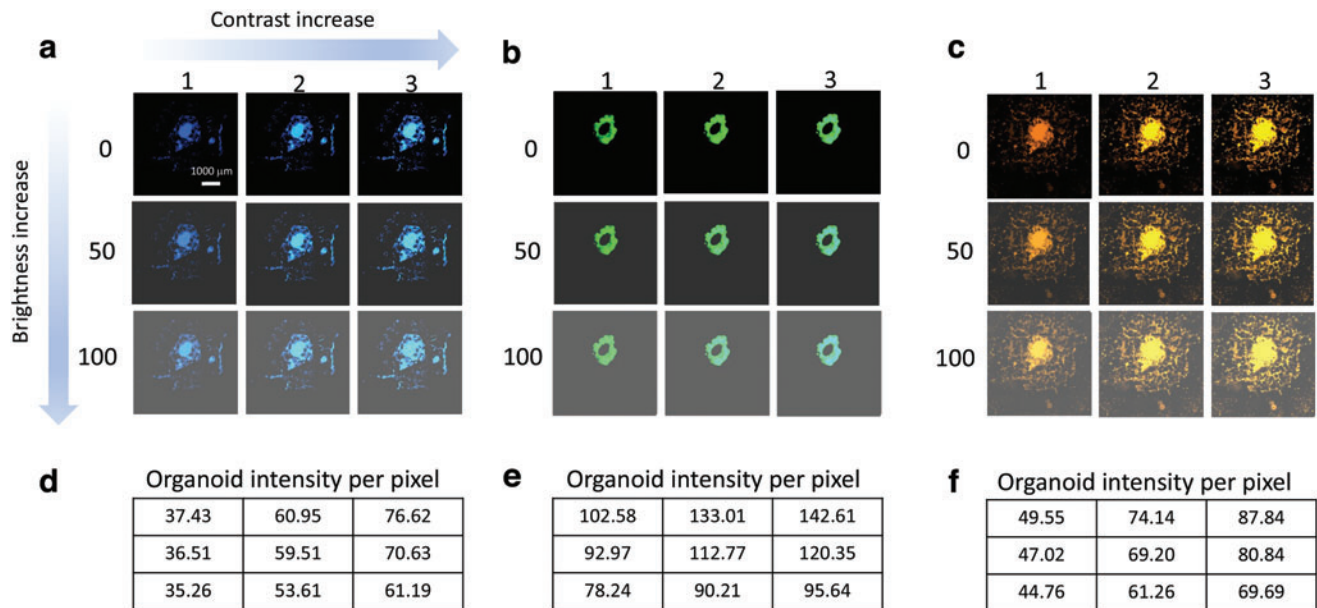 Contrast increase
a
b
c
1 2 3
1 2 3
1 2 3
Brightness increase
0
0
0
1000 μm
50
50
50
100
100
100
d Organoid intensity per pixel
37.43 60.95 76.62
36.51 59.51 70.63
35.26 53.61 61.19
e Organoid intensity per pixel
102.58 133.01 142.61
92.97 112.77 120.35
78.24 90.21 95.64
f Organoid intensity per pixel
49.55 74.14 87.84
47.02 69.20 80.84
44.76 61.26 69.69